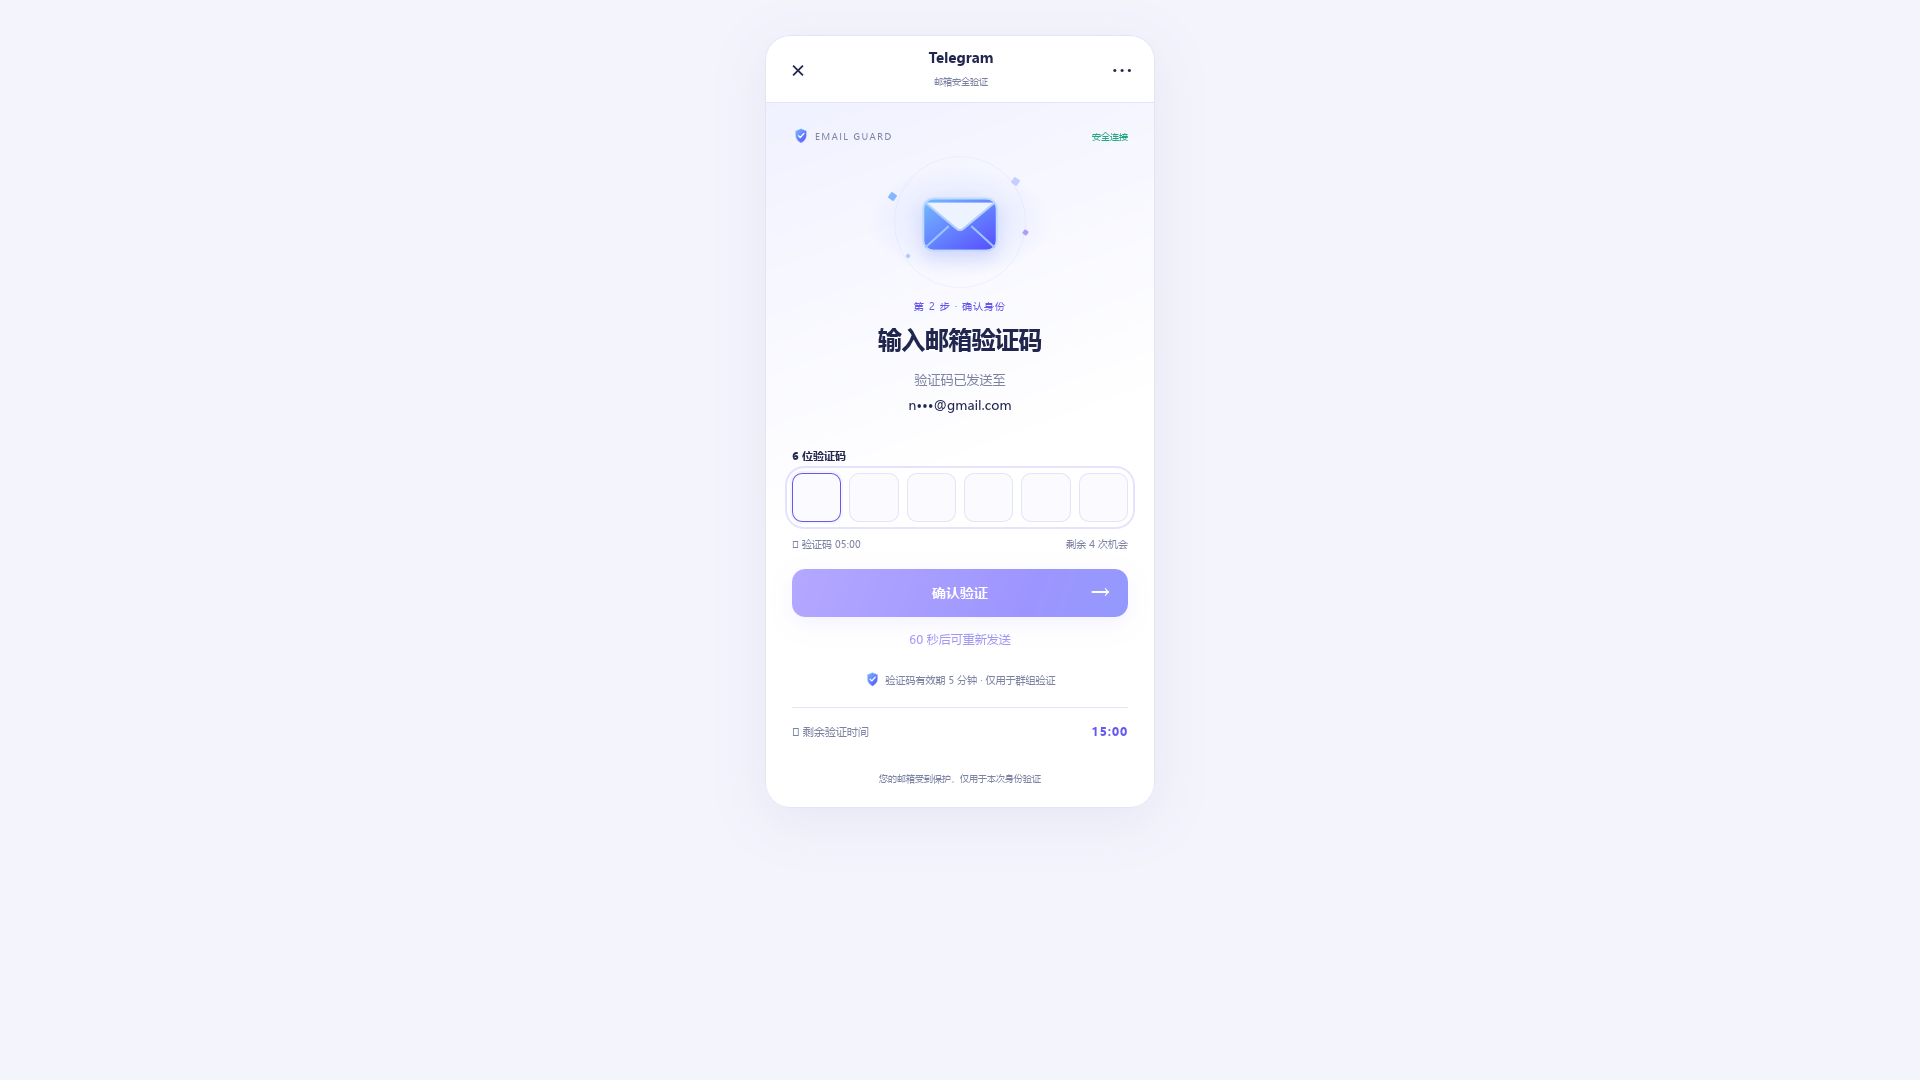 Telegram
邮箱安全验证
EMAIL GUARD
安全连接
第 2 步 · 确认身份
输入邮箱验证码
验证码已发送至
n•••@gmail.com
6 位验证码
验证码 05:00
剩余 4 次机会
确认验证 →
60 秒后可重新发送
验证码有效期 5 分钟 · 仅用于群组验证
剩余验证时间
15:00
您的邮箱受到保护，仅用于本次身份验证